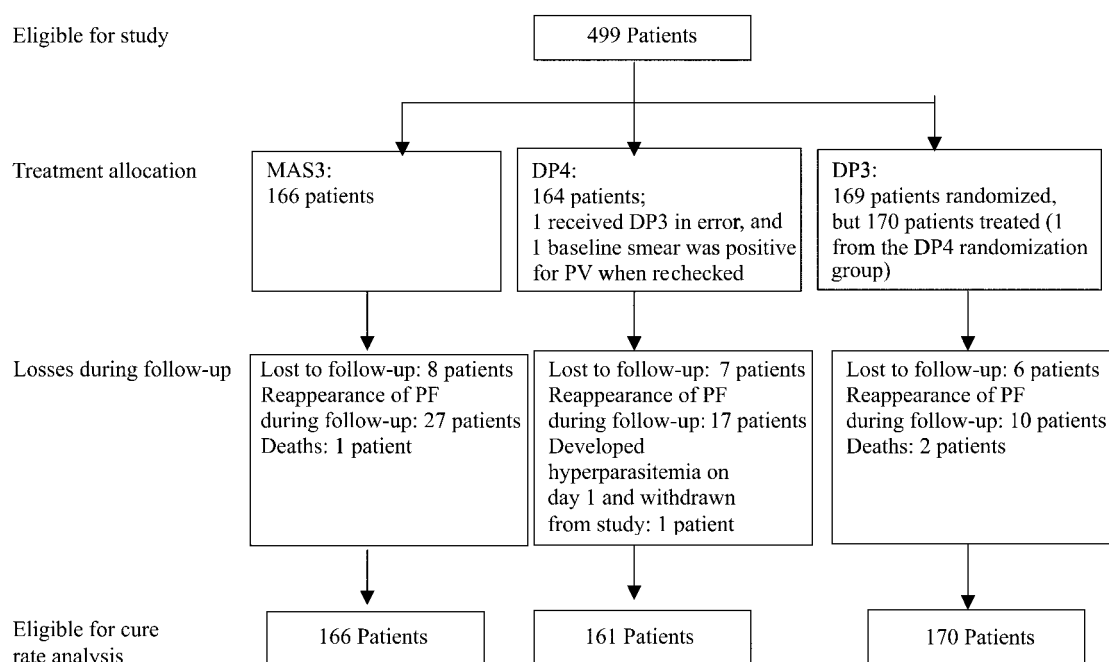 Eligible for study
499 Patients
Treatment allocation
MAS3:
166 patients
DP4:
164 patients;
1 received DP3 in error, and
1 baseline smear was positive
for PV when rechecked
DP3:
169 patients randomized,
but 170 patients treated (1
from the DP4 randomization
group)
Losses during follow-up
Lost to follow-up: 8 patients
Reappearance of PF
during follow-up: 27 patients
Deaths: 1 patient
Lost to follow-up: 7 patients
Reappearance of PF
during follow-up: 17 patients
Developed
hyperparasitemia on
day 1 and withdrawn
from study: 1 patient
Lost to follow-up: 6 patients
Reappearance of PF
during follow-up: 10 patients
Deaths: 2 patients
Eligible for cure
rate analysis
166 Patients
161 Patients
170 Patients